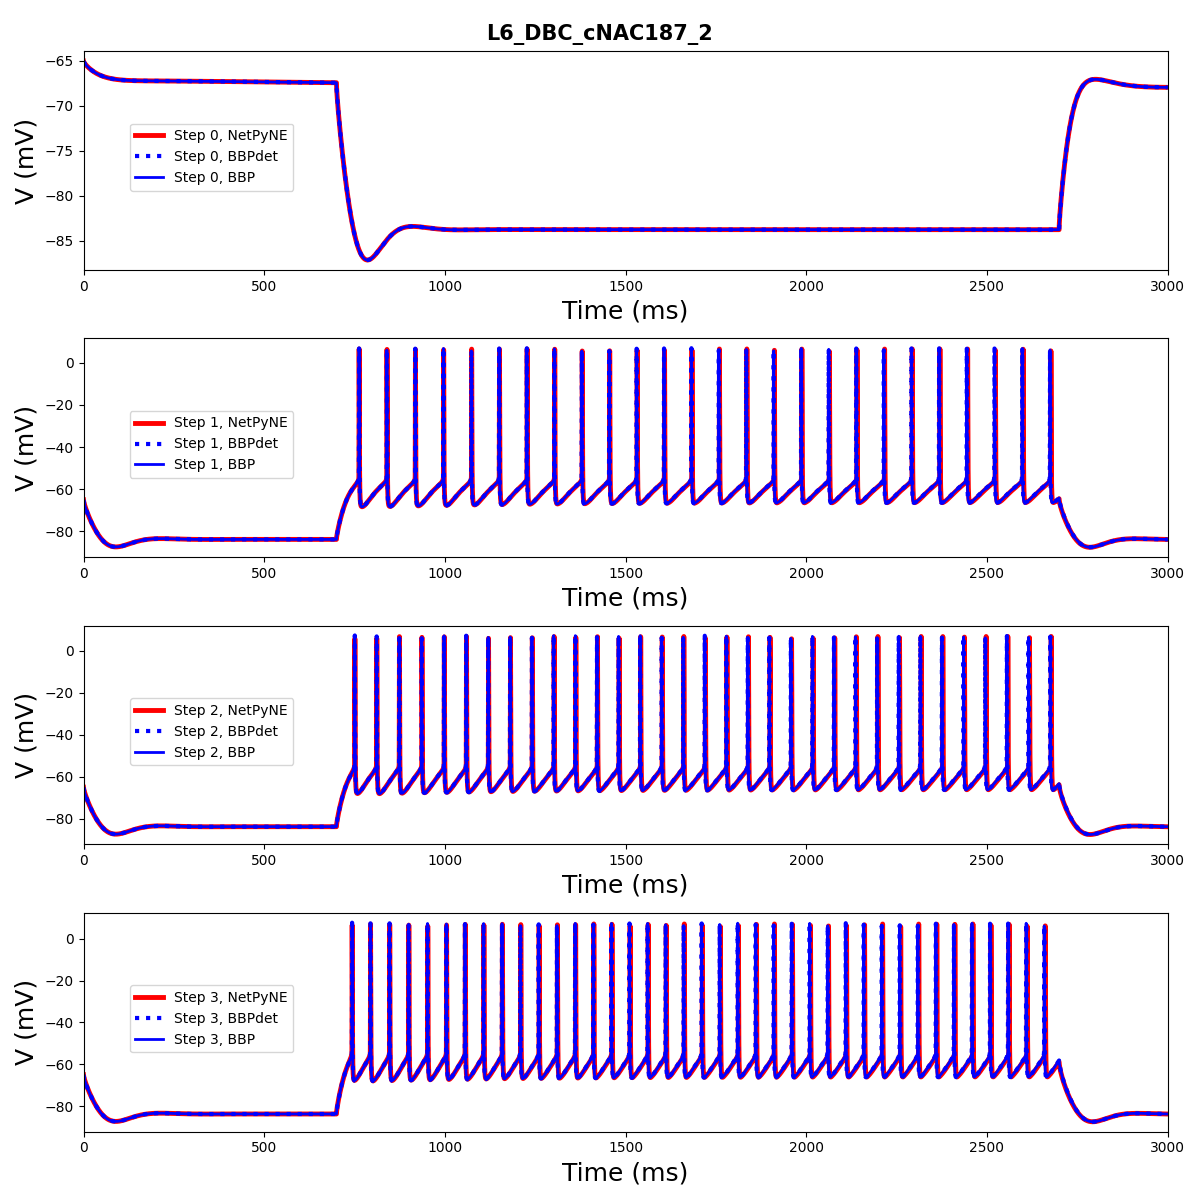 L6_DBC_cNAC187_2
−65
−70
−75
−80
−85
V (mV)
Step 0, NetPyNE
Step 0, BBPdet
Step 0, BBP
0 500 1000 1500 2000 2500 3000
Time (ms)
0
−20
−40
−60
−80
V (mV)
Step 1, NetPyNE
Step 1, BBPdet
Step 1, BBP
0 500 1000 1500 2000 2500 3000
Time (ms)
0
−20
−40
−60
−80
V (mV)
Step 2, NetPyNE
Step 2, BBPdet
Step 2, BBP
0 500 1000 1500 2000 2500 3000
Time (ms)
0
−20
−40
−60
−80
V (mV)
Step 3, NetPyNE
Step 3, BBPdet
Step 3, BBP
0 500 1000 1500 2000 2500 3000
Time (ms)